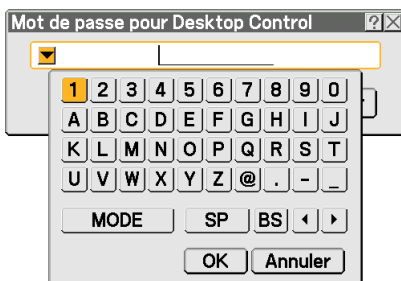 Mot de passe pour Desktop Control
1 2 3 4 5 6 7 8 9 0
A B C D E F G H I J
K L M N O P Q R S T
U V W X Y Z @ . - _
MODE SP BS
OK Annuler